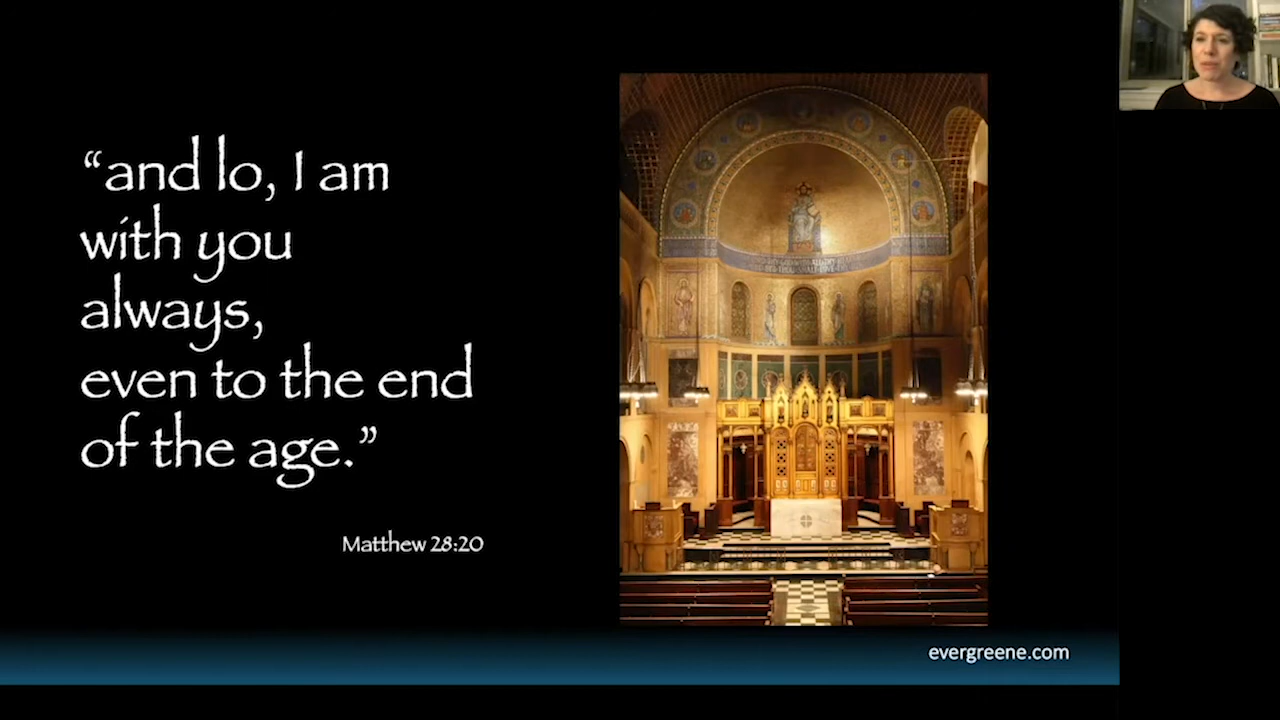 “and lo, I am
with you
always,
even to the end
of the age.”
Matthew 28:20
evergreene.com